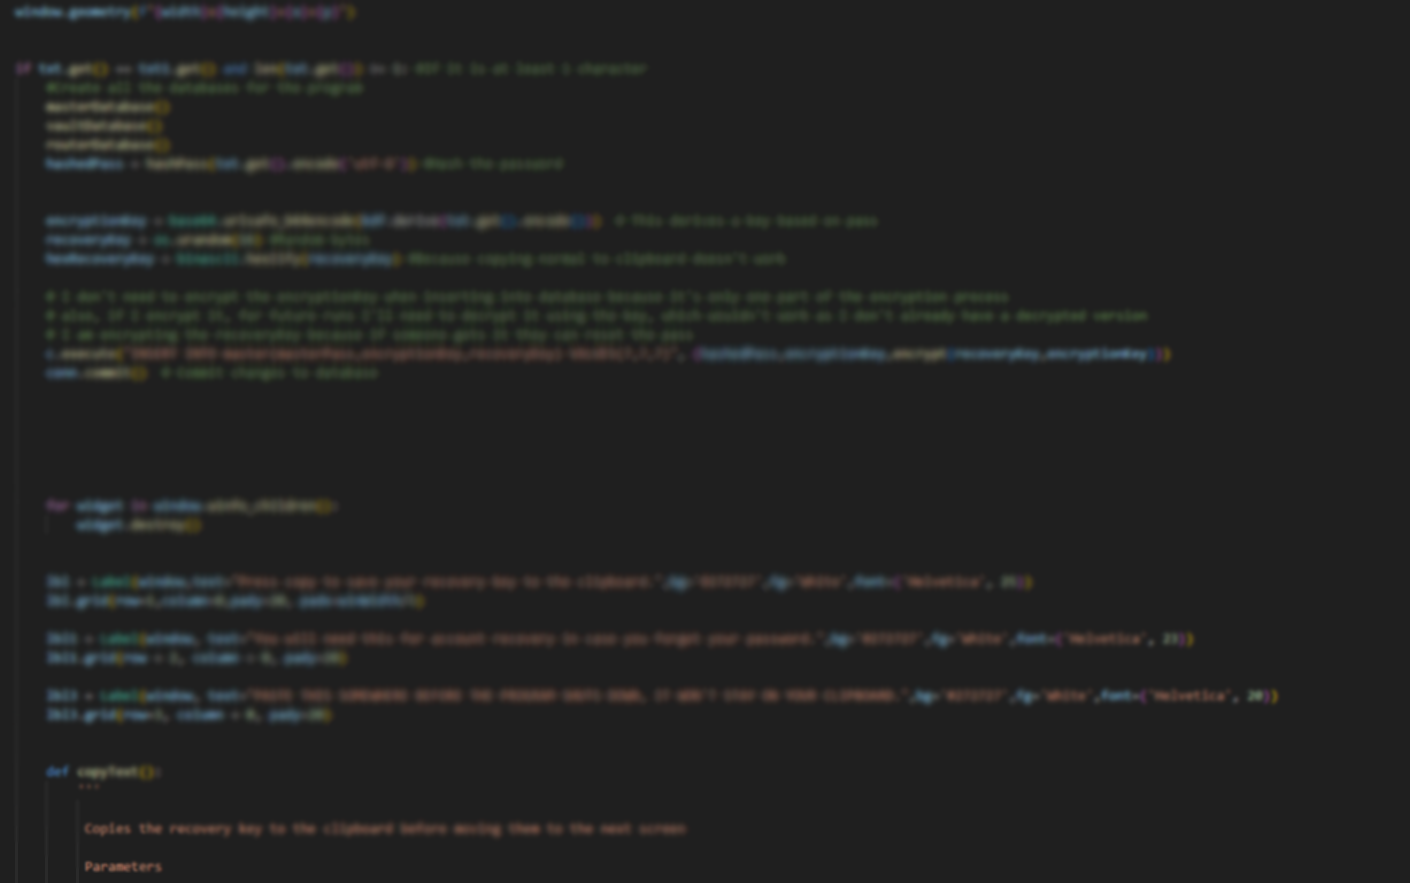 window.geometry(f"{width}x{height}+{x}+{y}")
if txt.get() == txt1.get() and len(txt.get()) >= 1: #If it is at least 1 character
#Create all the databases for the program
masterDatabase()
vaultDatabase()
routerDatabase()
hashedPass = hashPass(txt.get().encode('utf-8')) #Hash the password
encryptionKey = base64.urlsafe_b64encode(kdf.derive(txt.get().encode())) # This derives a key based on pass
recoveryKey = os.urandom( #Random bytes
hexRecoveryKey = binascii.hexlify(recoveryKey) #Because copying normal to clipboard doesn't work
# I don't need to encrypt the encryptionKey when inserting into database because it's only one part of the encryption process
# also, if I encrypt it, for future runs I'll need to decrypt it using the key, which wouldn't work as I don't already have a decrypted version
# I am encrypting the recoveryKey because if someone gets it they can reset the pass
c.execute("INSERT INTO master(masterPass,encryptionKey,recoveryKey) VALUES(?,?,?)", (hashedPass,encryptionKey,encrypt(recoveryKey,encryptionKey)))
conn.commit() # Commit changes to database
for widget in window.winfo_children():
widget.destroy()
lbl = Label(window,text="Press copy to save your recovery key to the clipboard.",bg= ,fg='White',font=('Helvetica', 25))
lbl.grid(row=1,column=0,pady=20,
lbl1 = Label(window, text="You will need this for account recovery in case you forget your password.",bg= ,fg='White',font=('Helvetica', 23))
lbl1.grid(row = 2, column = 0, pady=
Label(window, text="PASTE THIS SOMEWHERE BEFORE THE PROGRAM SHUTS DOWN, IT WON'T STAY ON YOUR CLIPBOARD.",bg= ,fg='White',font=('Helvetica', 20))
.grid(row=3, column = 0, pady=
def copyText():
'''
Copies the recovery key to the clipboard before moving them to the next screen
Parameters